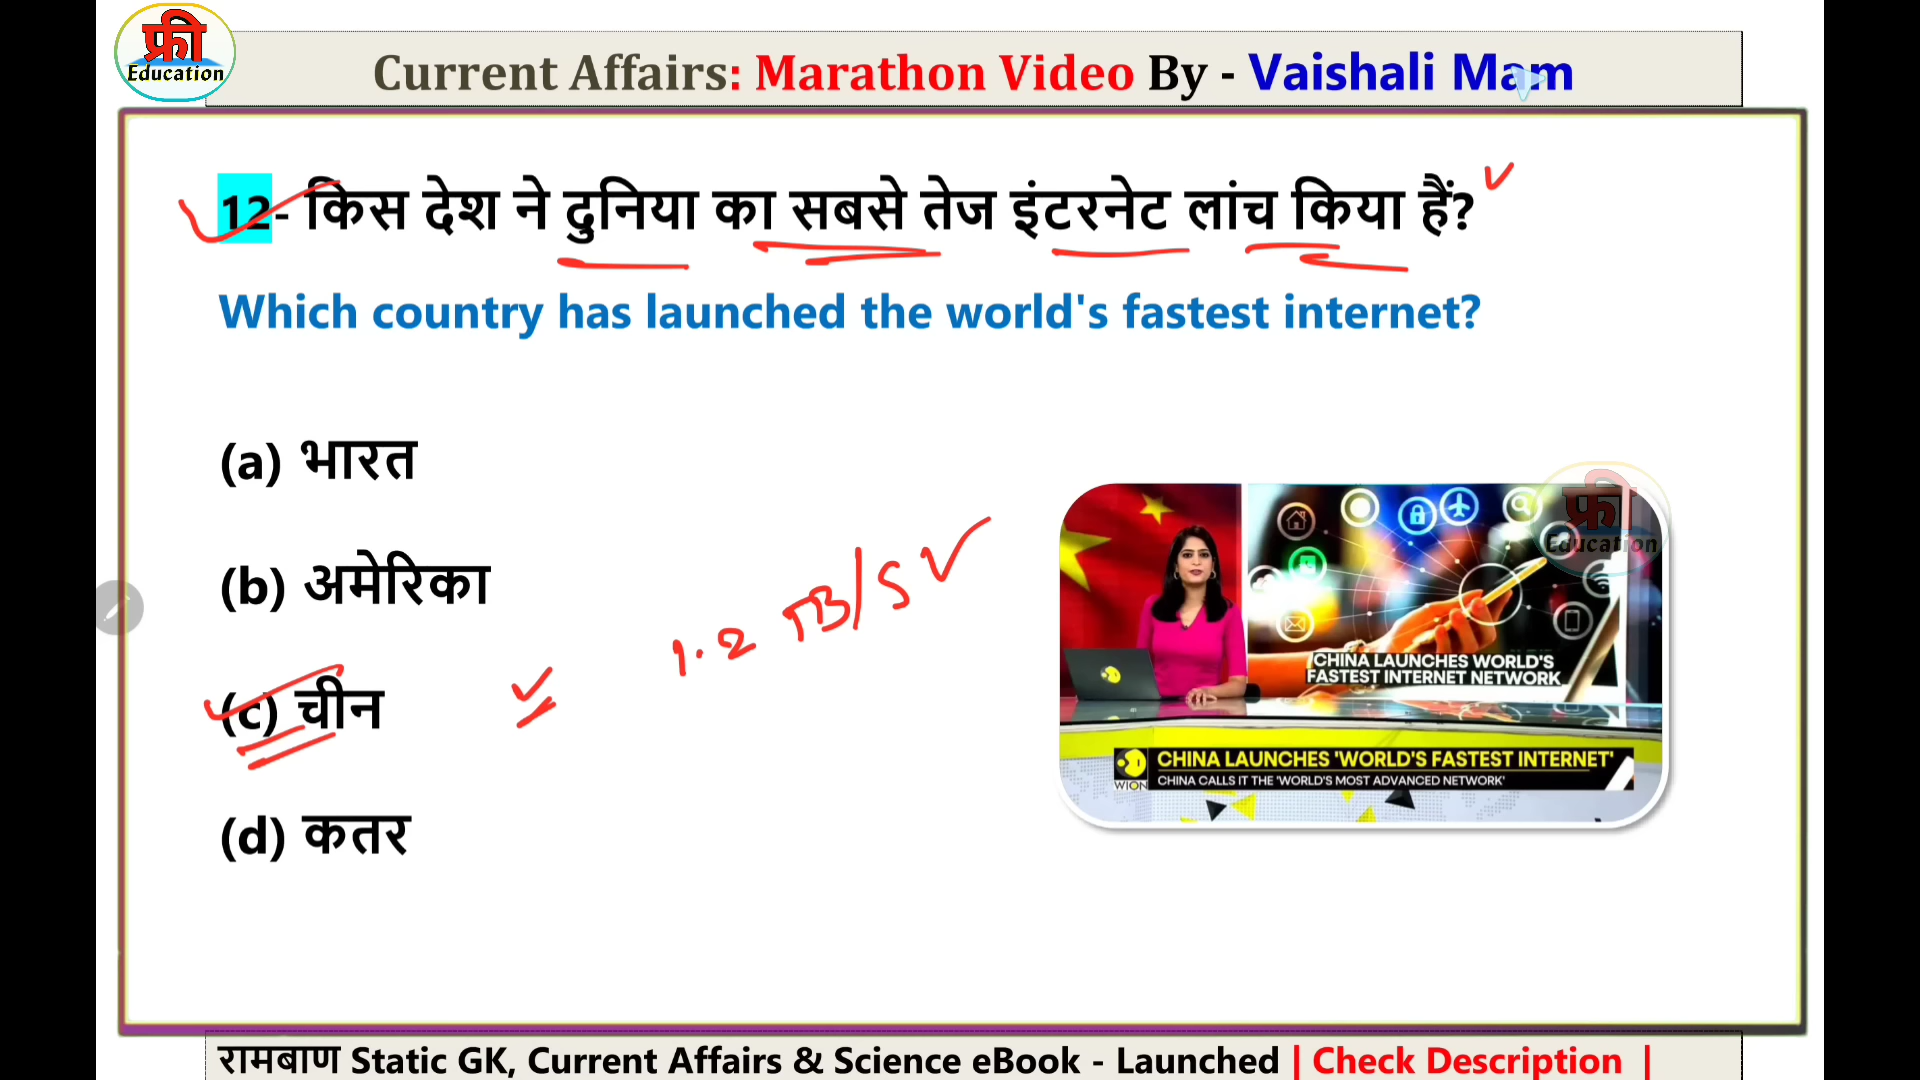 फ्री
Education
Current Affairs: Marathon Video By - Vaishali Mam
12- किस देश ने दुनिया का सबसे तेज इंटरनेट लांच किया हैं?
Which country has launched the world's fastest internet?
(a) भारत
(b) अमेरिका
(c) चीन
(d) कतर
1.2 TB/S
फ्री
Education
CHINA LAUNCHES WORLD'S
FASTEST INTERNET NETWORK
CHINA LAUNCHES 'WORLD'S FASTEST INTERNET'
CHINA CALLS IT THE 'WORLD'S MOST ADVANCED NETWORK'
WION
रामबाण Static GK, Current Affairs & Science eBook - Launched | Check Description |